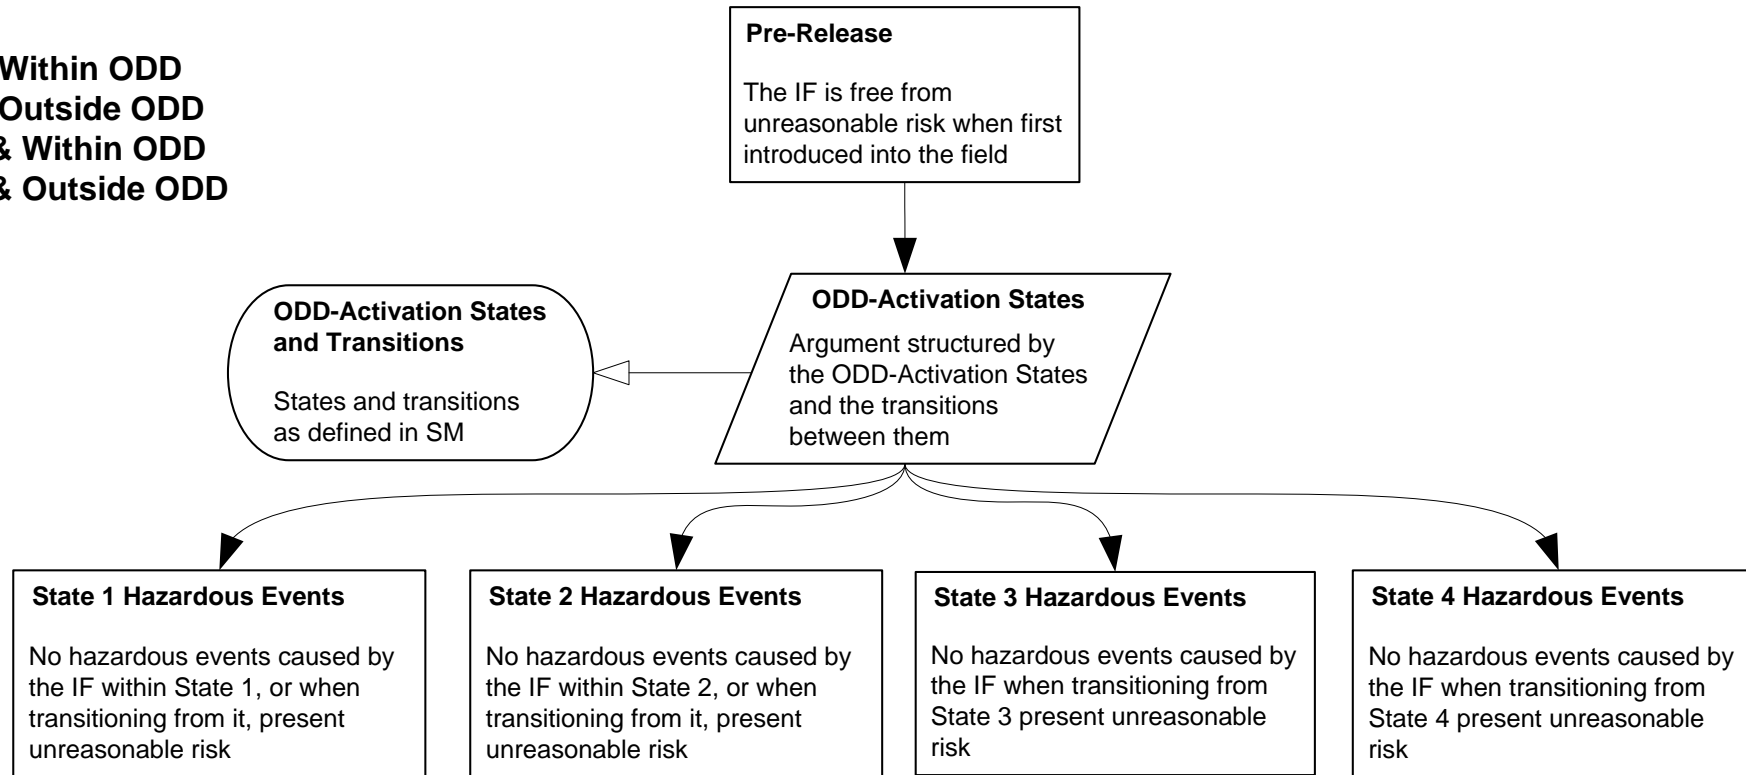 Within ODD
Outside ODD
& Within ODD
& Outside ODD
Pre-Release
The IF is free from
unreasonable risk when first
introduced into the field
ODD-Activation States
and Transitions
States and transitions
as defined in SM
ODD-Activation States
Argument structured by
the ODD-Activation States
and the transitions
between them
State 1 Hazardous Events
No hazardous events caused by
the IF within State 1, or when
transitioning from it, present
unreasonable risk
State 2 Hazardous Events
No hazardous events caused by
the IF within State 2, or when
transitioning from it, present
unreasonable risk
State 3 Hazardous Events
No hazardous events caused by
the IF when transitioning from
State 3 present unreasonable
risk
State 4 Hazardous Events
No hazardous events caused by
the IF when transitioning from
State 4 present unreasonable
risk